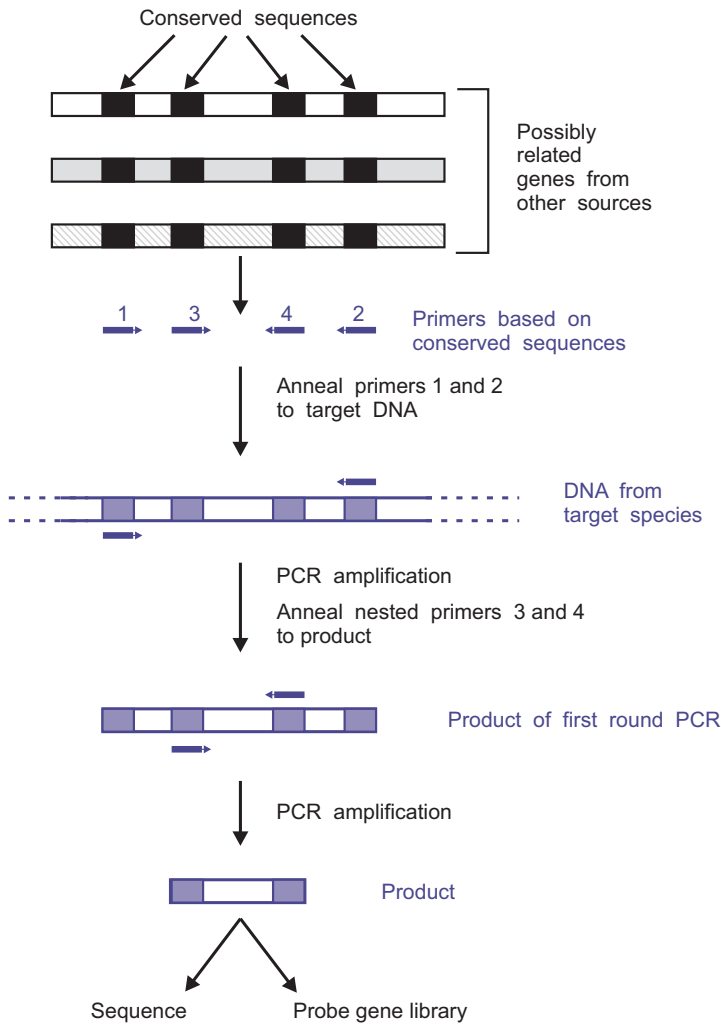 Conserved sequences
Possibly
related
genes from
other sources
1 3 4 2
Primers based on
conserved sequences
Anneal primers 1 and 2
to target DNA
DNA from
target species
PCR amplification
Anneal nested primers 3 and 4
to product
Product of first round PCR
PCR amplification
Product
Sequence
Probe gene library